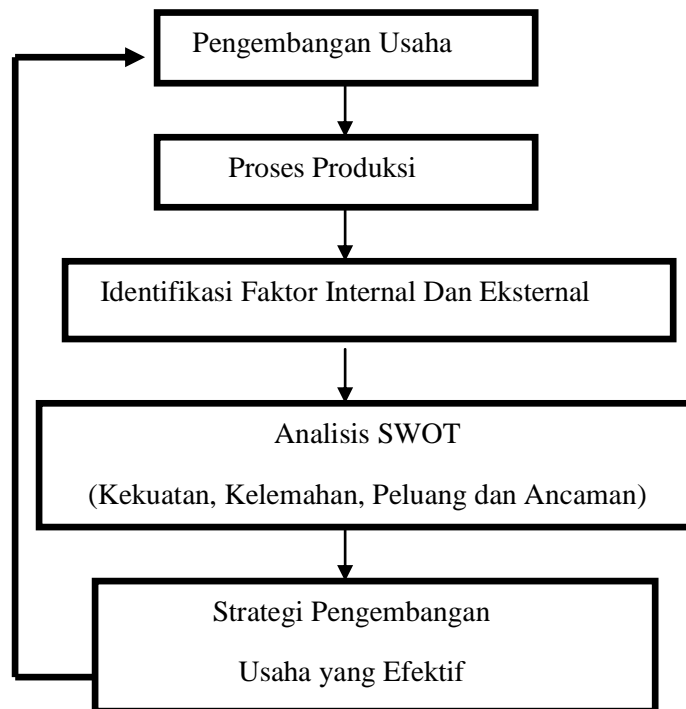 Pengembangan Usaha
Proses Produksi
Identifikasi Faktor Internal Dan Eksternal
Analisis SWOT
(Kekuatan, Kelemahan, Peluang dan Ancaman)
Strategi Pengembangan
Usaha yang Efektif